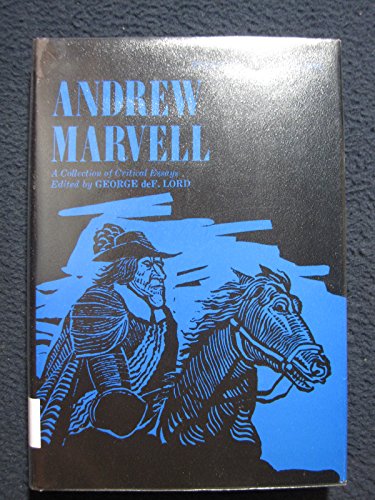 ANDREW
MARVELL
A Collection of Critical Essays
Edited by GEORGE deF. LORD